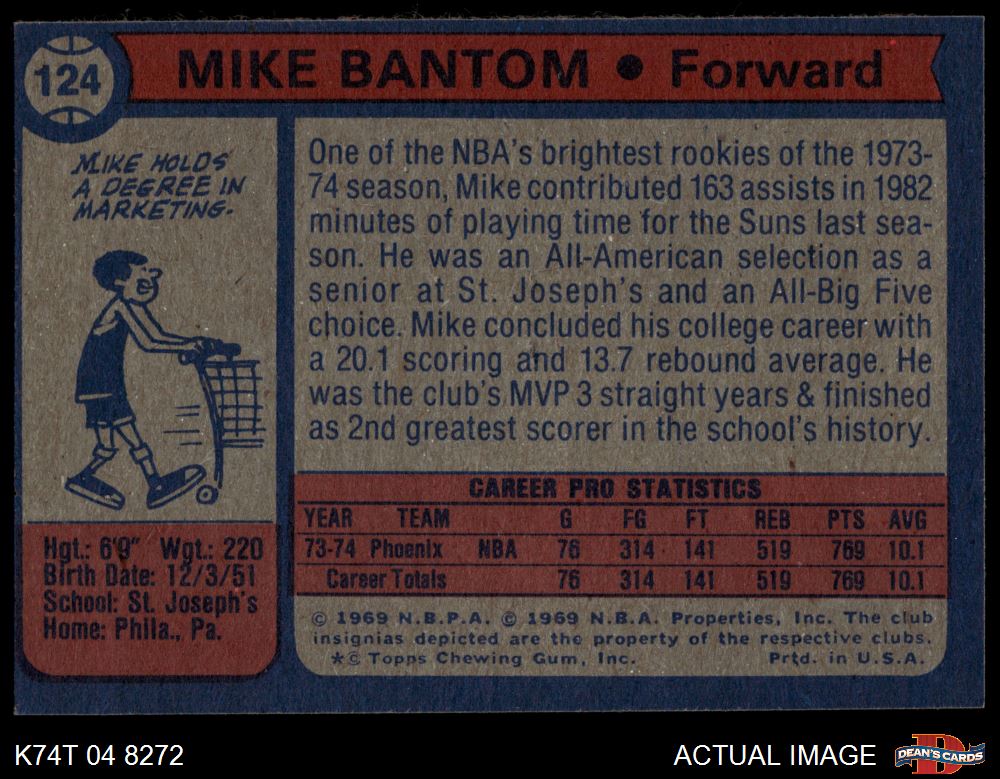 124
MIKE BANTOM • Forward
MIKE HOLDS
A DEGREE IN
MARKETING.
Hgt.: 6'9" Wgt.: 220
Birth Date: 12/3/51
School: St. Joseph's
Home: Phila., Pa.
One of the NBA's brightest rookies of the 1973-
74 season, Mike contributed 163 assists in 1982
minutes of playing time for the Suns last sea-
son. He was an All-American selection as a
senior at St. Joseph's and an All-Big Five
choice. Mike concluded his college career with
a 20.1 scoring and 13.7 rebound average. He
was the club's MVP 3 straight years & finished
as 2nd greatest scorer in the school's history.
CAREER PRO STATISTICS
YEAR TEAM G FG FT REB PTS AVG
73-74 Phoenix NBA 76 314 141 519 769 10.1
Career Totals 76 314 141 519 769 10.1
© 1969 N.B.P.A. © 1969 N.B.A. Properties, Inc. The club
insignias depicted are the property of the respective clubs.
*© Topps Chewing Gum, Inc. Prtd. in U.S.A.
K74T 04 8272
ACTUAL IMAGE
DEAN'S CARDS